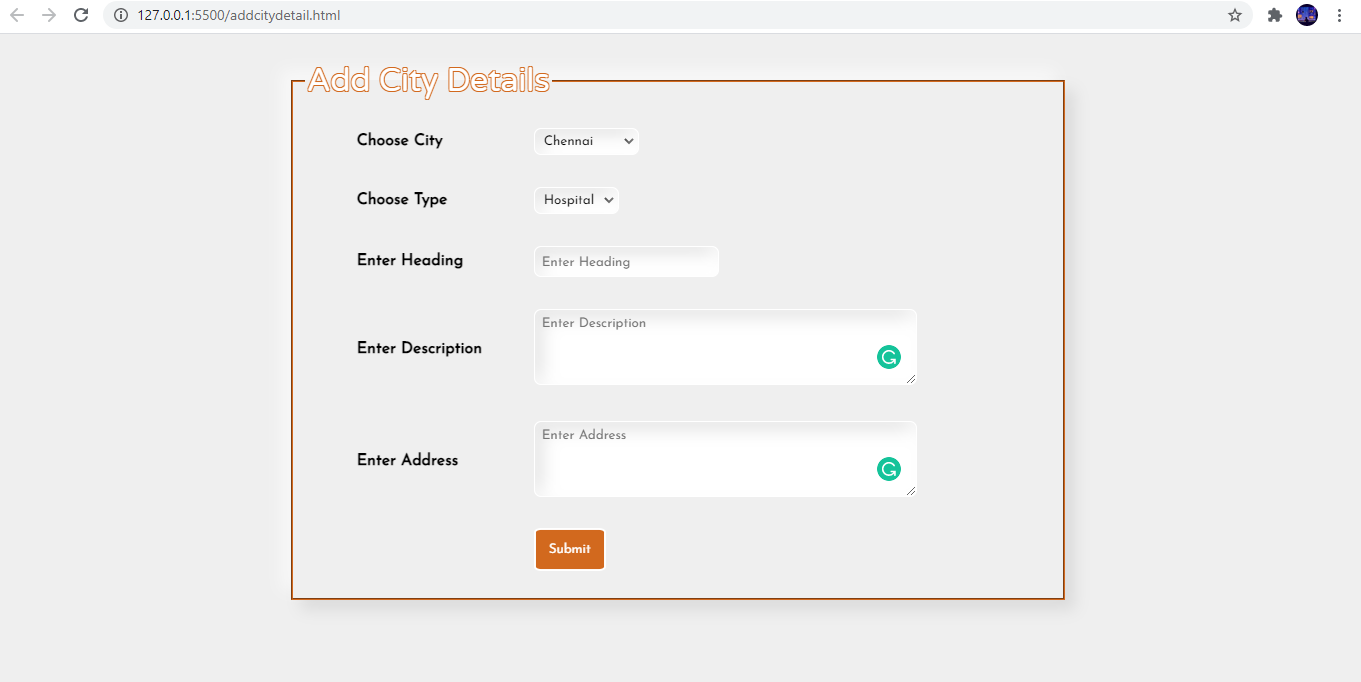 127.0.0.1:5500/addcitydetail.html
Add City Details
Choose City
Chennai
Choose Type
Hospital
Enter Heading
Enter Heading
Enter Description
Enter Description
Enter Address
Enter Address
Submit